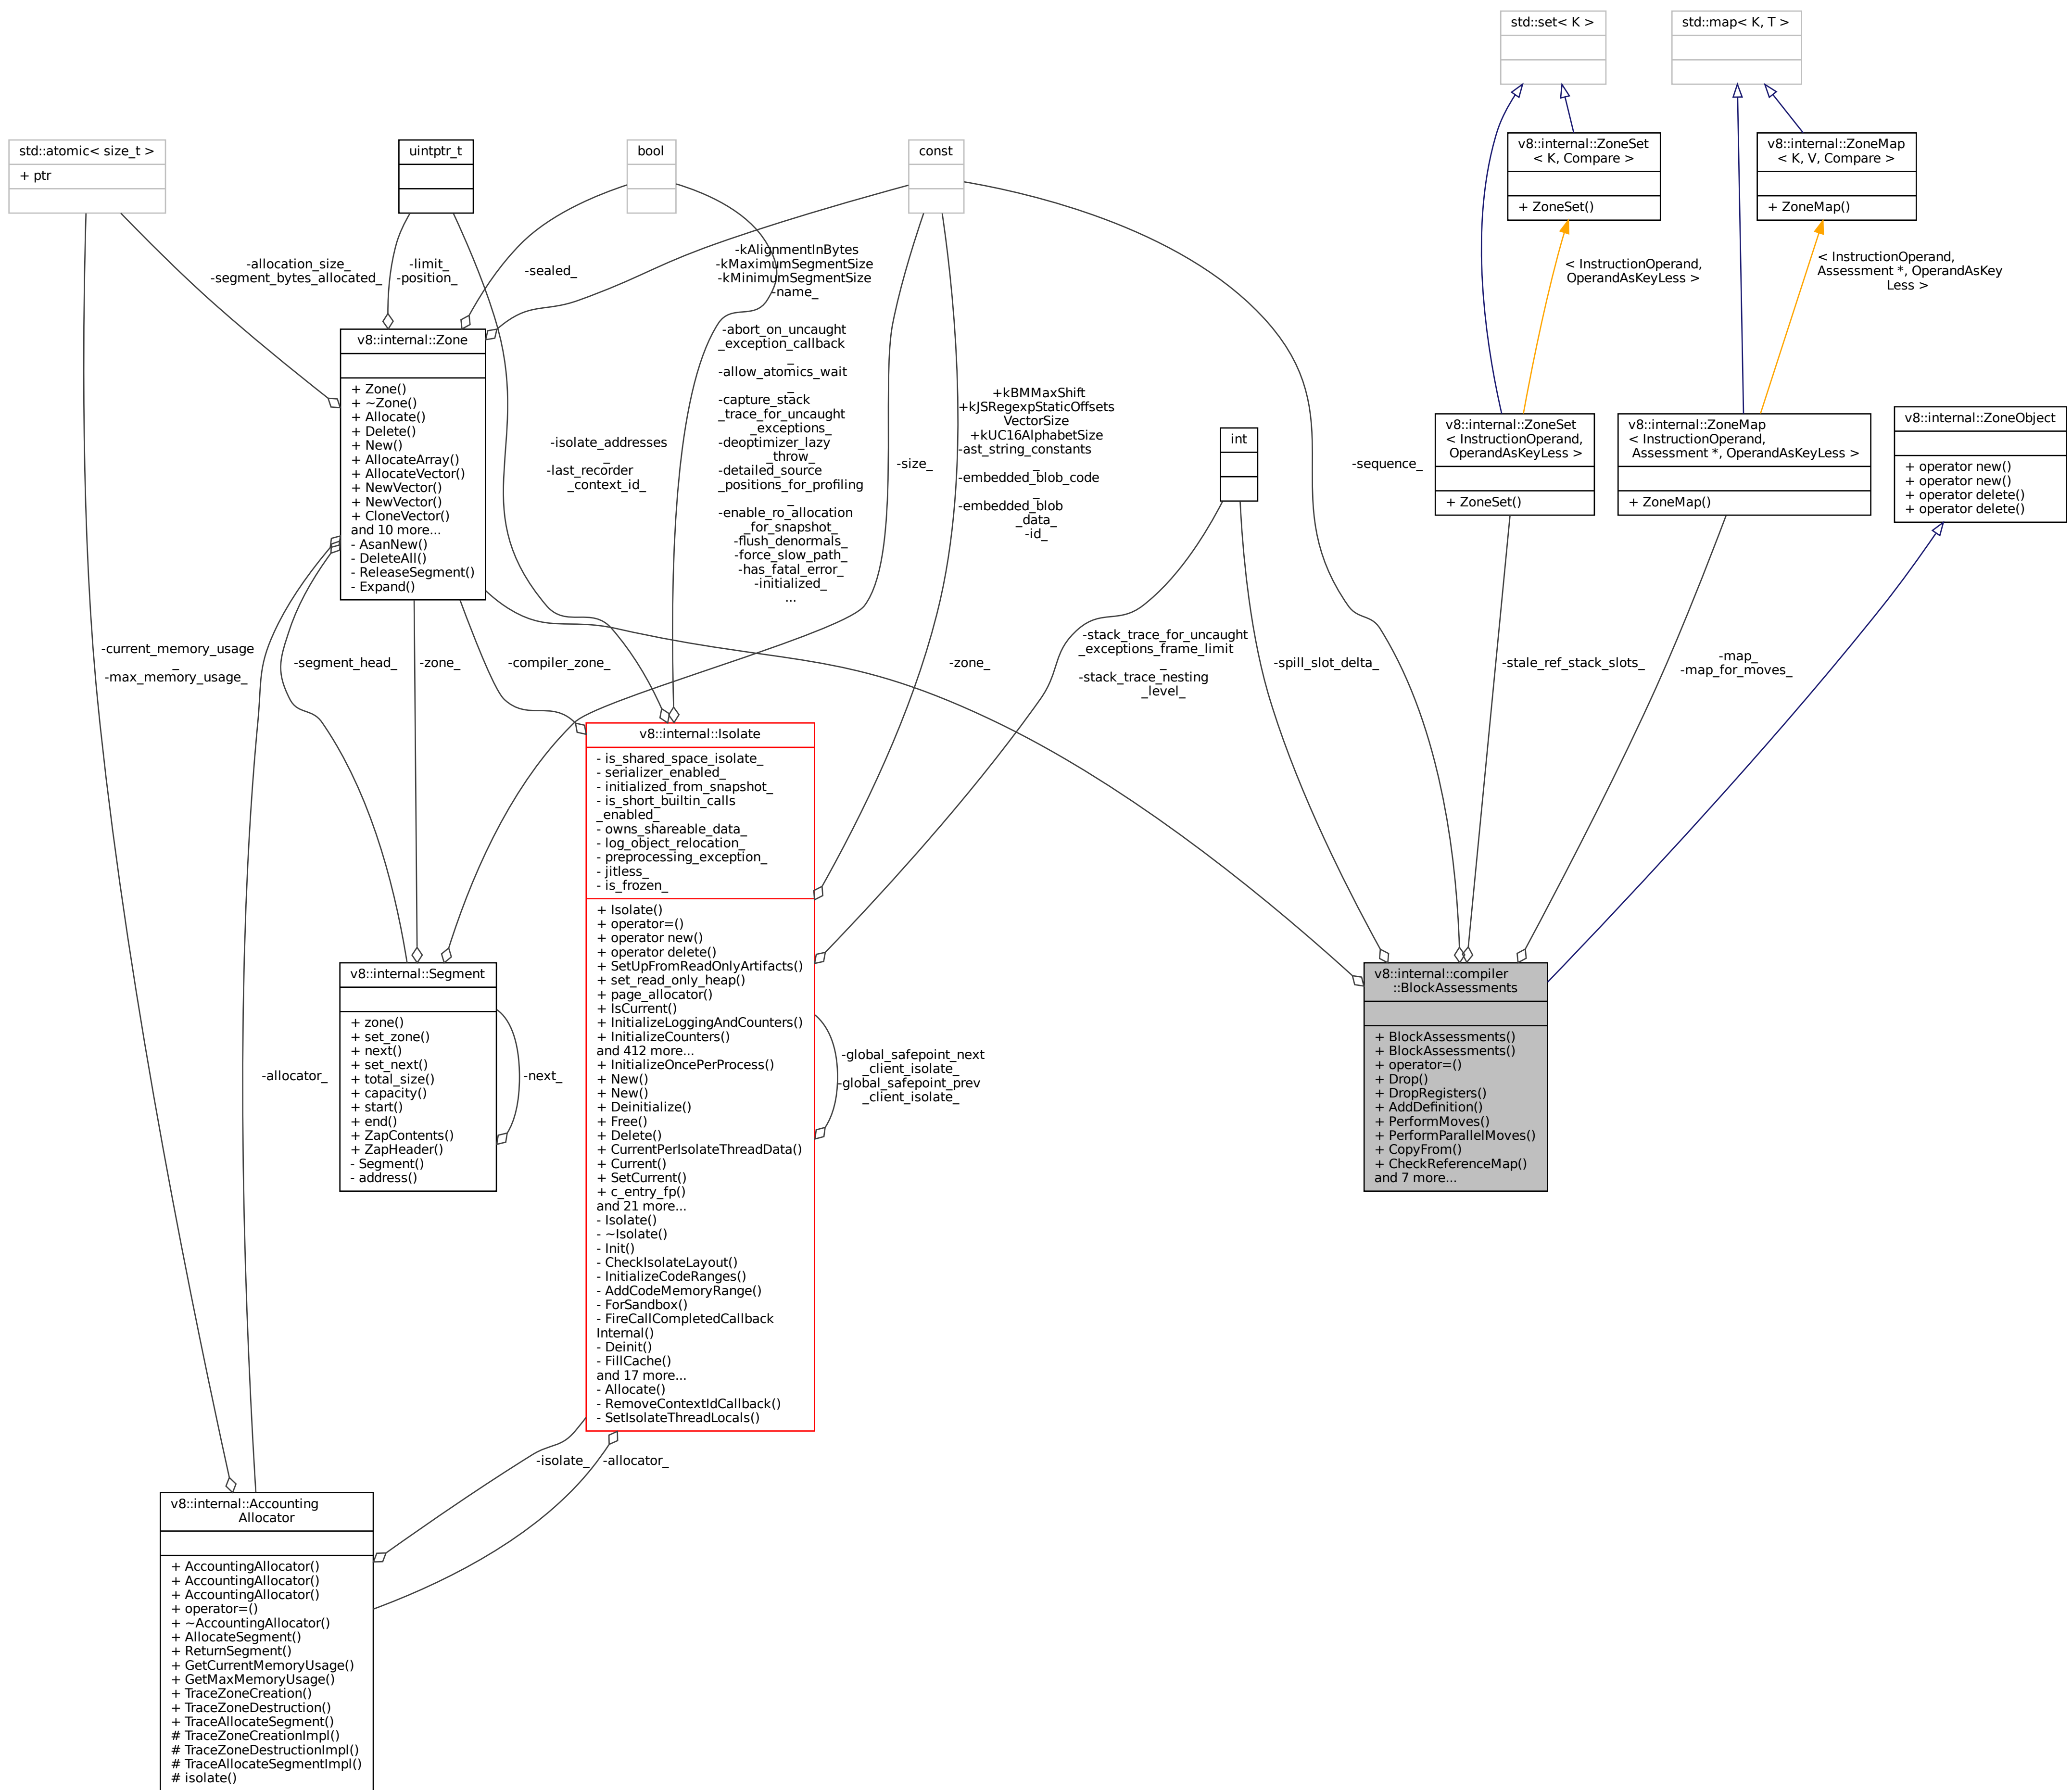 std::set< K >
std::map< K, T >
std::atomic< size_t >
+ ptr
uintptr_t
bool
const
v8::internal::ZoneSet
< K, Compare >
+ ZoneSet()
v8::internal::ZoneMap
< K, V, Compare >
+ ZoneMap()
-allocation_size_
-segment_bytes_allocated_
-limit_
-position_
-sealed_
-kAlignmentInBytes
-kMaximumSegmentSize
-kMinimumSegmentSize
-name_
< InstructionOperand,
OperandAsKeyLess >
< InstructionOperand,
Assessment *, OperandAsKey
Less >
v8::internal::Zone
+ Zone()
+ ~Zone()
+ Allocate()
+ Delete()
+ New()
+ AllocateArray()
+ AllocateVector()
+ NewVector()
+ NewVector()
+ CloneVector()
and 10 more...
- AsanNew()
- DeleteAll()
- ReleaseSegment()
- Expand()
-isolate_addresses
_
-last_recorder
_context_id_
-abort_on_uncaught
_exception_callback
_
-allow_atomics_wait
_
-capture_stack
_trace_for_uncaught
_exceptions_
-deoptimizer_lazy
_throw_
-detailed_source
_positions_for_profiling
_
-enable_ro_allocation
_for_snapshot_
-flush_denormals_
-force_slow_path_
-has_fatal_error_
-initialized_
...
-size_
+kBMMaxShift
+kJSRegexpStaticOffsets
VectorSize
+kUC16AlphabetSize
-ast_string_constants
_
-embedded_blob_code
_
-embedded_blob
_data_
-id_
int
-sequence_
v8::internal::ZoneSet
< InstructionOperand,
OperandAsKeyLess >
+ ZoneSet()
v8::internal::ZoneMap
< InstructionOperand,
Assessment *, OperandAsKeyLess >
+ ZoneMap()
v8::internal::ZoneObject
+ operator new()
+ operator new()
+ operator delete()
+ operator delete()
-current_memory_usage
_
-max_memory_usage_
-segment_head_
-zone_
-compiler_zone_
-zone_
-stack_trace_for_uncaught
_exceptions_frame_limit
_
-stack_trace_nesting
_level_
-spill_slot_delta_
-stale_ref_stack_slots_
-map_
-map_for_moves_
v8::internal::Isolate
- is_shared_space_isolate_
- serializer_enabled_
- initialized_from_snapshot_
- is_short_builtin_calls
_enabled_
- owns_shareable_data_
- log_object_relocation_
- preprocessing_exception_
- jitless_
- is_frozen_
+ Isolate()
+ operator=()
+ operator new()
+ operator delete()
+ SetUpFromReadOnlyArtifacts()
+ set_read_only_heap()
+ page_allocator()
+ IsCurrent()
+ InitializeLoggingAndCounters()
+ InitializeCounters()
and 412 more...
+ InitializeOncePerProcess()
+ New()
+ New()
+ Deinitialize()
+ Free()
+ Delete()
+ CurrentPerIsolateThreadData()
+ Current()
+ SetCurrent()
+ c_entry_fp()
and 21 more...
- Isolate()
- ~Isolate()
- Init()
- CheckIsolateLayout()
- InitializeCodeRanges()
- AddCodeMemoryRange()
- ForSandbox()
- FireCallCompletedCallback
Internal()
- Deinit()
- FillCache()
and 17 more...
- Allocate()
- RemoveContextIdCallback()
- SetIsolateThreadLocals()
-allocator_
v8::internal::Segment
+ zone()
+ set_zone()
+ next()
+ set_next()
+ total_size()
+ capacity()
+ start()
+ end()
+ ZapContents()
+ ZapHeader()
- Segment()
- address()
-next_
-global_safepoint_next
_client_isolate_
-global_safepoint_prev
_client_isolate_
v8::internal::compiler
::BlockAssessments
+ BlockAssessments()
+ BlockAssessments()
+ operator=()
+ Drop()
+ DropRegisters()
+ AddDefinition()
+ PerformMoves()
+ PerformParallelMoves()
+ CopyFrom()
+ CheckReferenceMap()
and 7 more...
-isolate_
-allocator_
v8::internal::Accounting
Allocator
+ AccountingAllocator()
+ AccountingAllocator()
+ AccountingAllocator()
+ operator=()
+ ~AccountingAllocator()
+ AllocateSegment()
+ ReturnSegment()
+ GetCurrentMemoryUsage()
+ GetMaxMemoryUsage()
+ TraceZoneCreation()
+ TraceZoneDestruction()
+ TraceAllocateSegment()
# TraceZoneCreationImpl()
# TraceZoneDestructionImpl()
# TraceAllocateSegmentImpl()
# isolate()